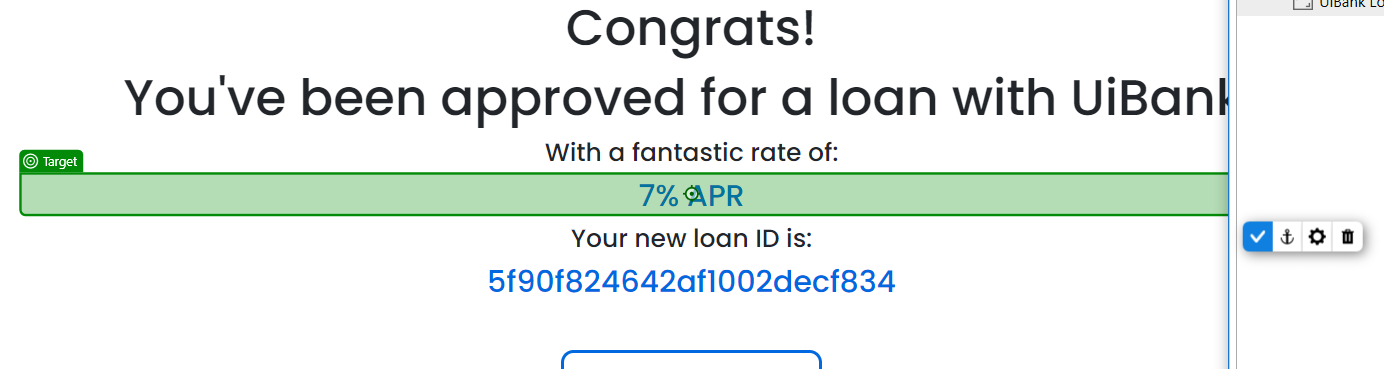 Congrats!
UiBank Lo
You've been approved for a loan with UiBank
With a fantastic rate of:
Target
7% APR
Your new loan ID is:
5f90f824642af1002decf834